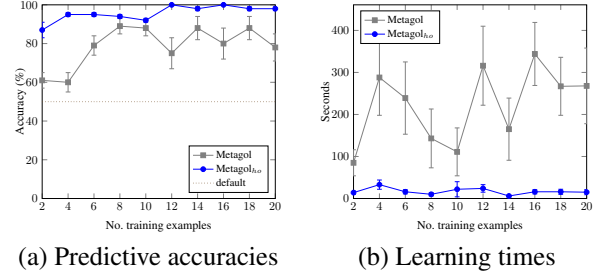 100
80
60
40
20
0
Accuracy (%)
2 4 6 8 10 12 14 16 18 20
No. training examples
Metagol
Metagolho
default
(a) Predictive accuracies
400
300
200
100
0
Seconds
2 4 6 8 10 12 14 16 18 20
No. training examples
Metagol
Metagolho
(b) Learning times